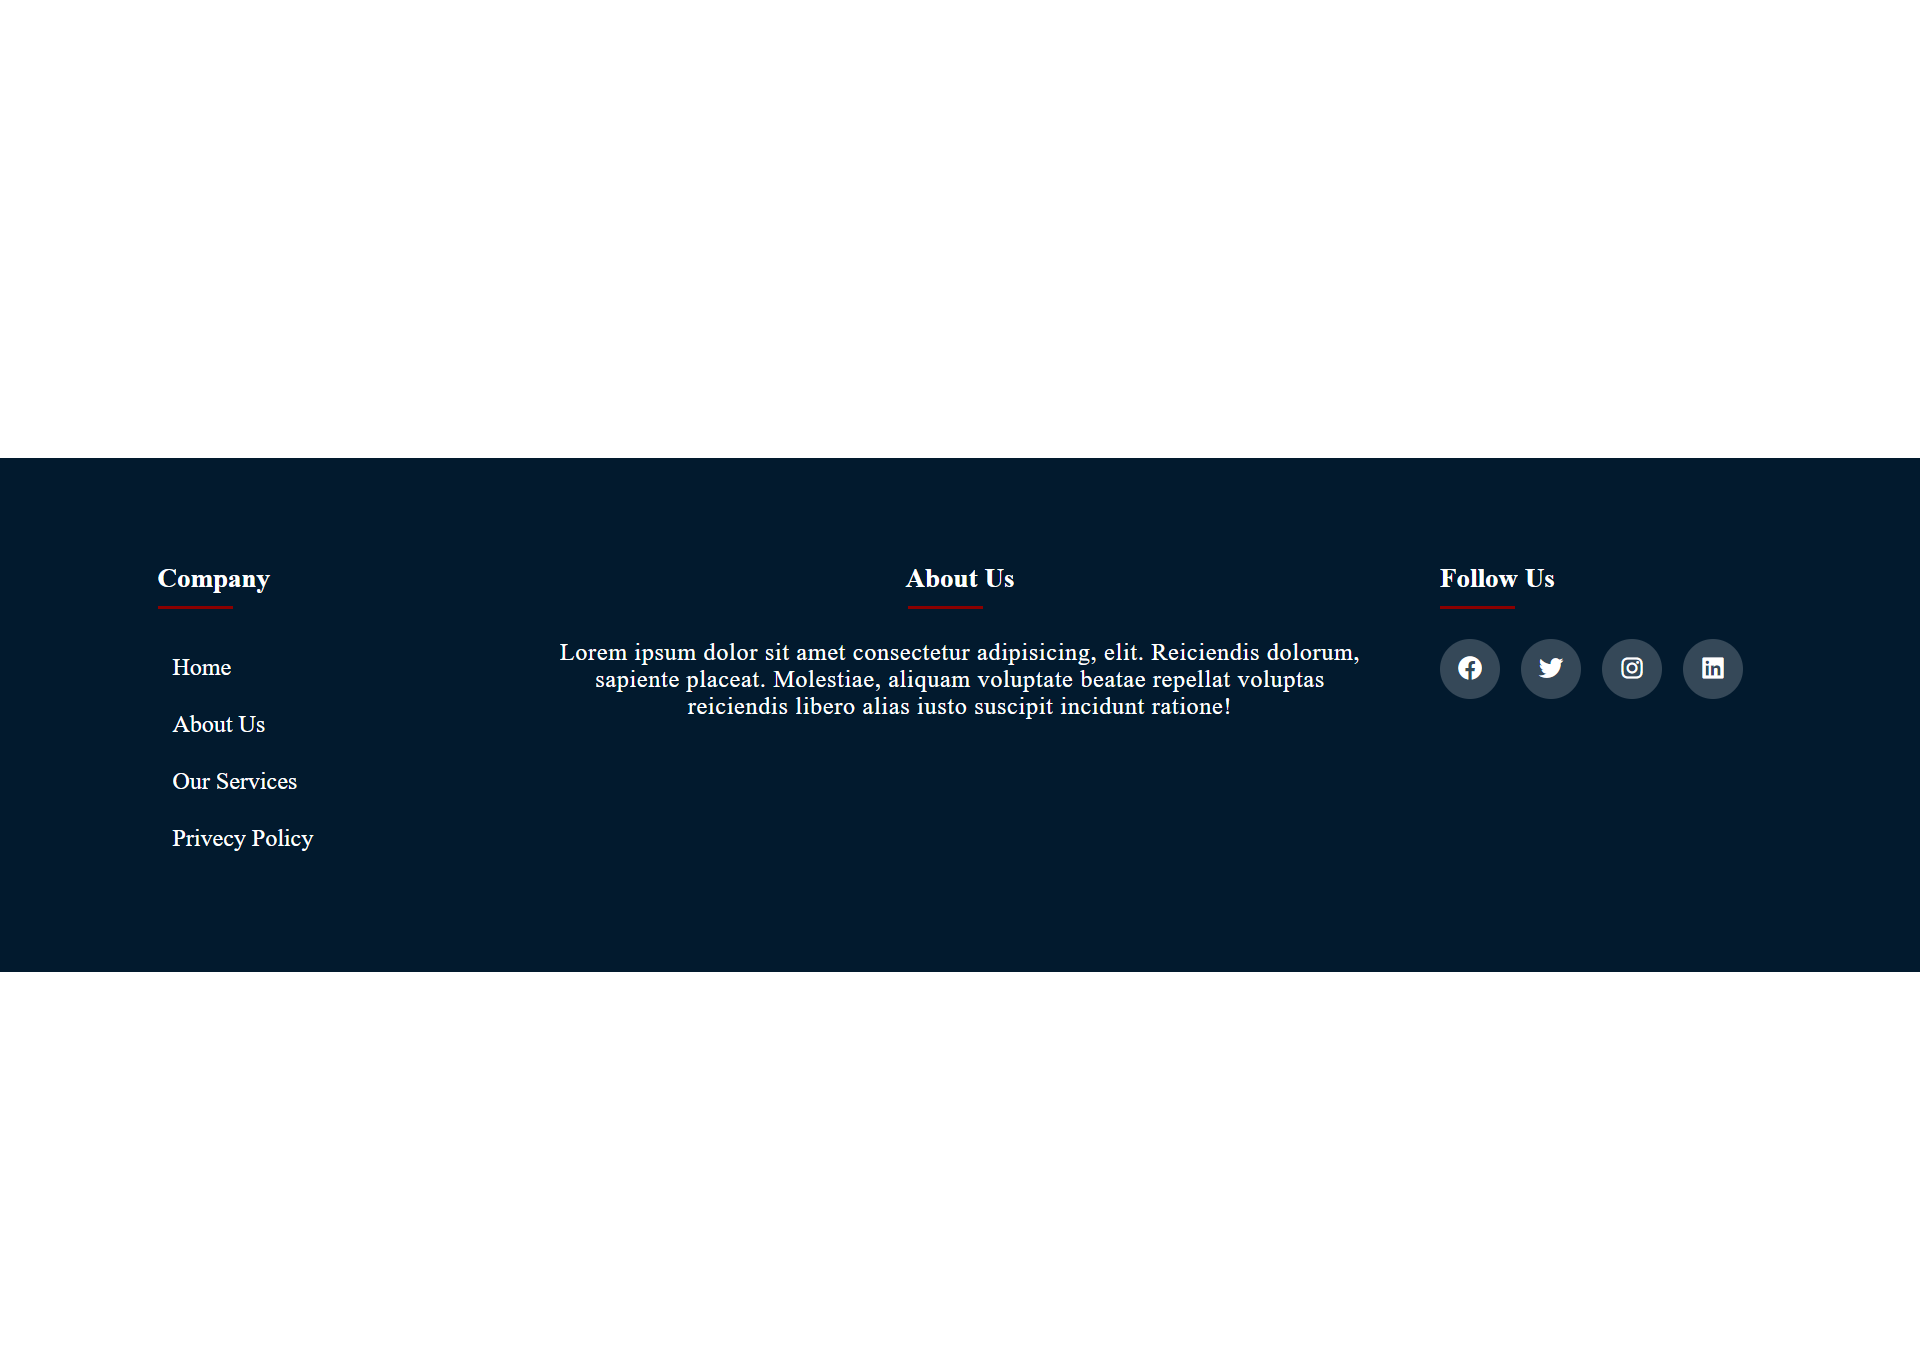 Company
Home
About Us
Our Services
Privecy Policy
About Us
Lorem ipsum dolor sit amet consectetur adipisicing, elit. Reiciendis dolorum,
sapiente placeat. Molestiae, aliquam voluptate beatae repellat voluptas
reiciendis libero alias iusto suscipit incidunt ratione!
Follow Us